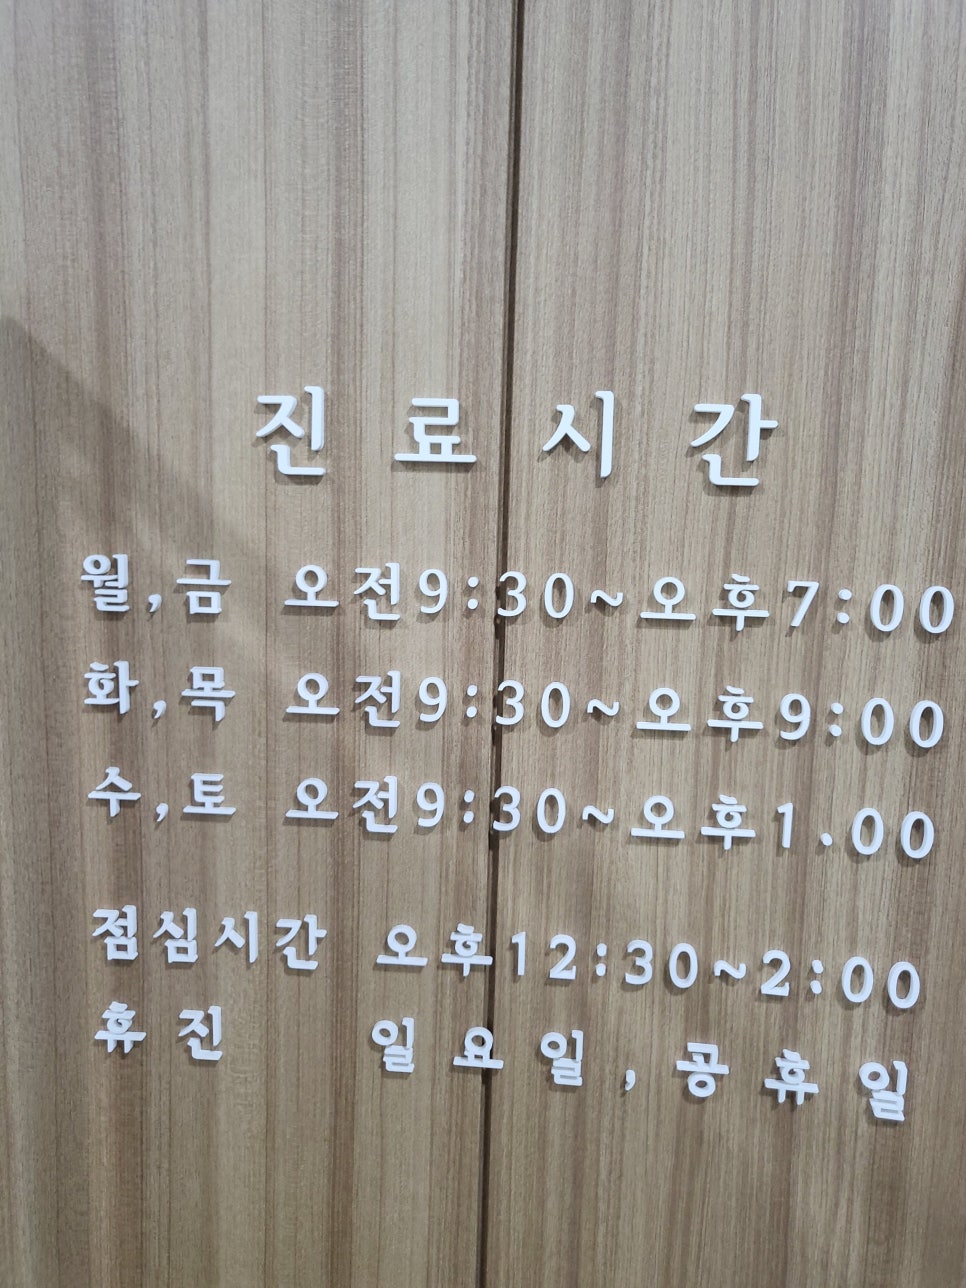 진료시간
월,금 오전9:30~오후7:00
화,목 오전9:30~오후9:00
수,토 오전9:30~오후1.00
점심시간 오후12:30~2:00
휴진 일요일,공휴일